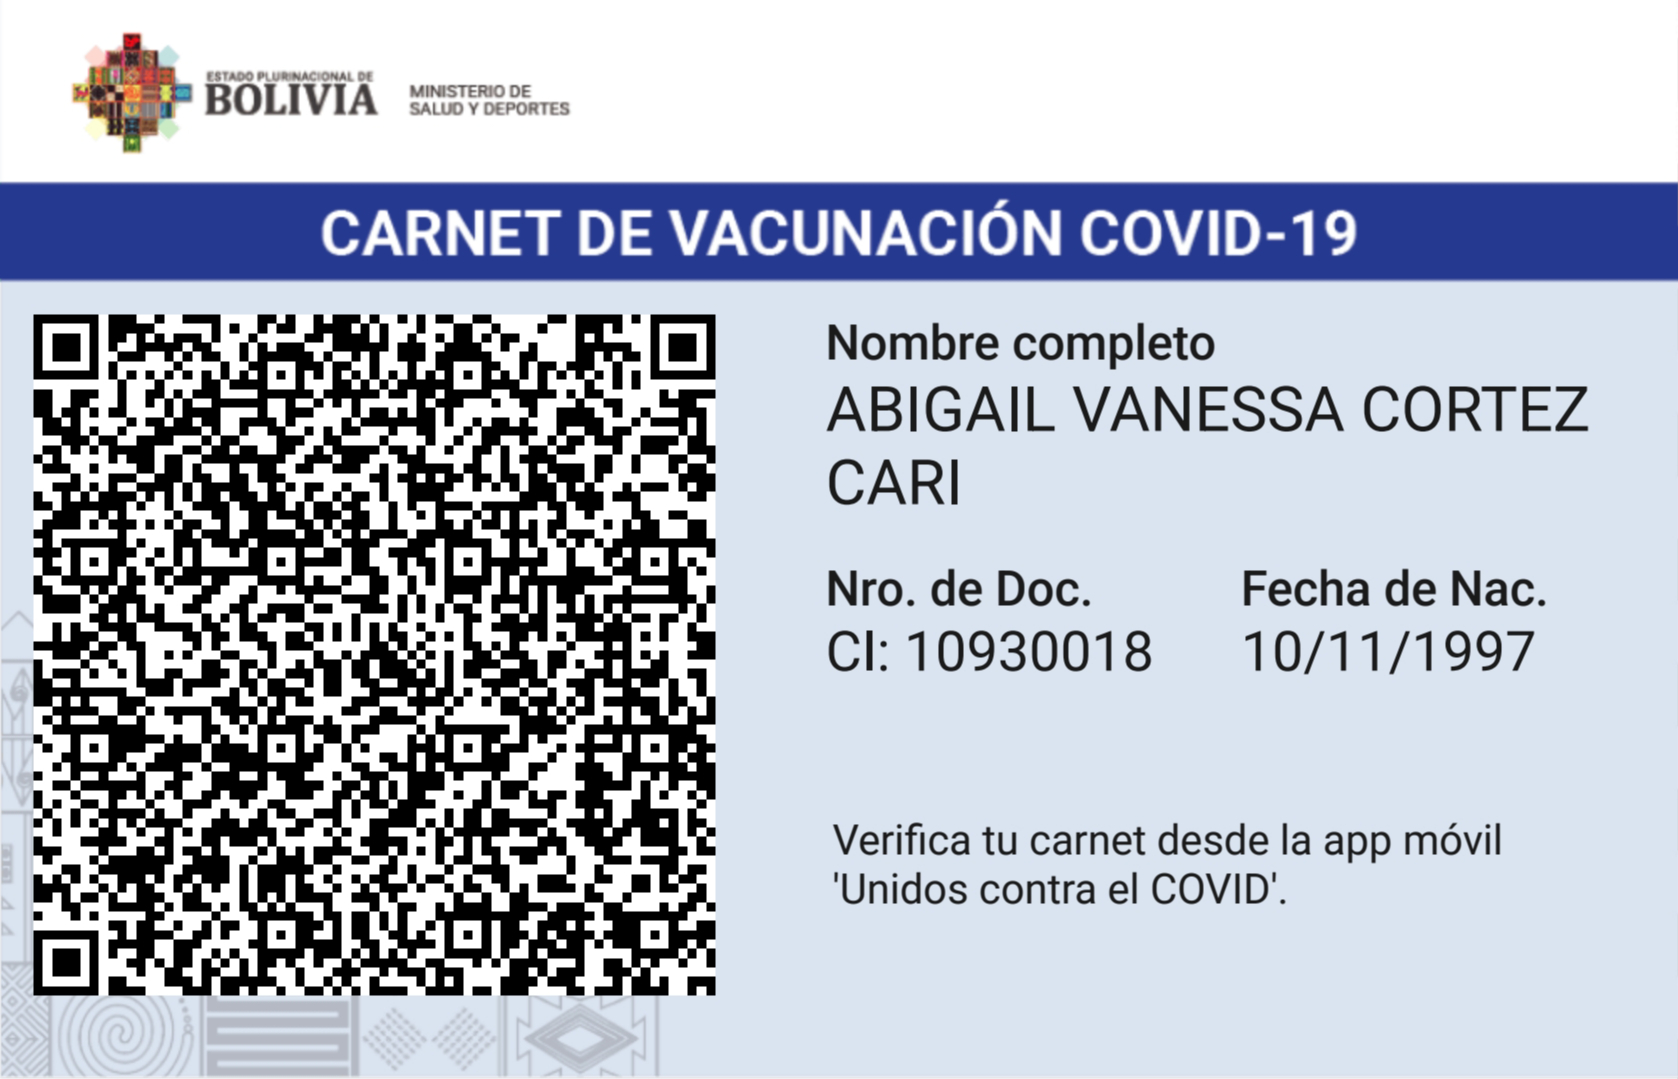 ESTADO PLURINACIONAL DE
BOLIVIA
MINISTERIO DE
SALUD Y DEPORTES
CARNET DE VACUNACIÓN COVID-19
Nombre completo
ABIGAIL VANESSA CORTEZ
CARI
Nro. de Doc.
CI: 10930018
Fecha de Nac.
10/11/1997
Verifica tu carnet desde la app móvil
'Unidos contra el COVID'.